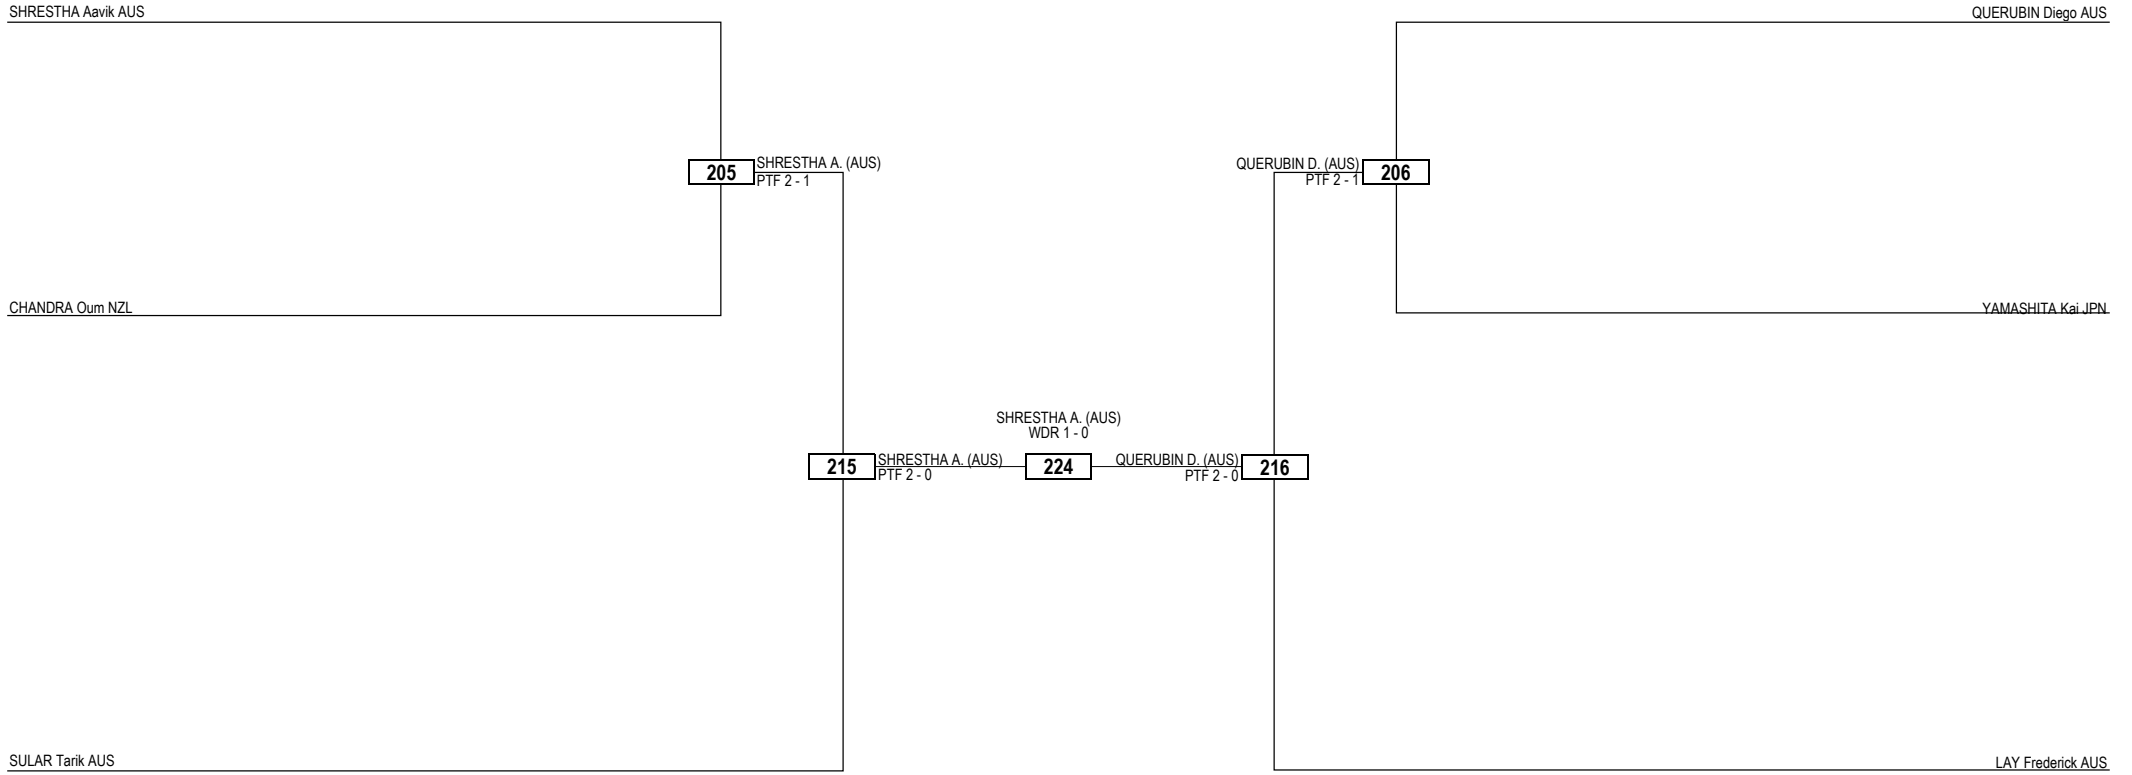 SHRESTHA Aavik AUS
QUERUBIN Diego AUS
205
SHRESTHA A. (AUS)
PTF 2 - 1
QUERUBIN D. (AUS)
PTF 2 - 1
206
CHANDRA Oum NZL
YAMASHITA Kai JPN
SHRESTHA A. (AUS)
WDR 1 - 0
215
SHRESTHA A. (AUS)
PTF 2 - 0
224
QUERUBIN D. (AUS)
PTF 2 - 0
216
SULAR Tarik AUS
LAY Frederick AUS